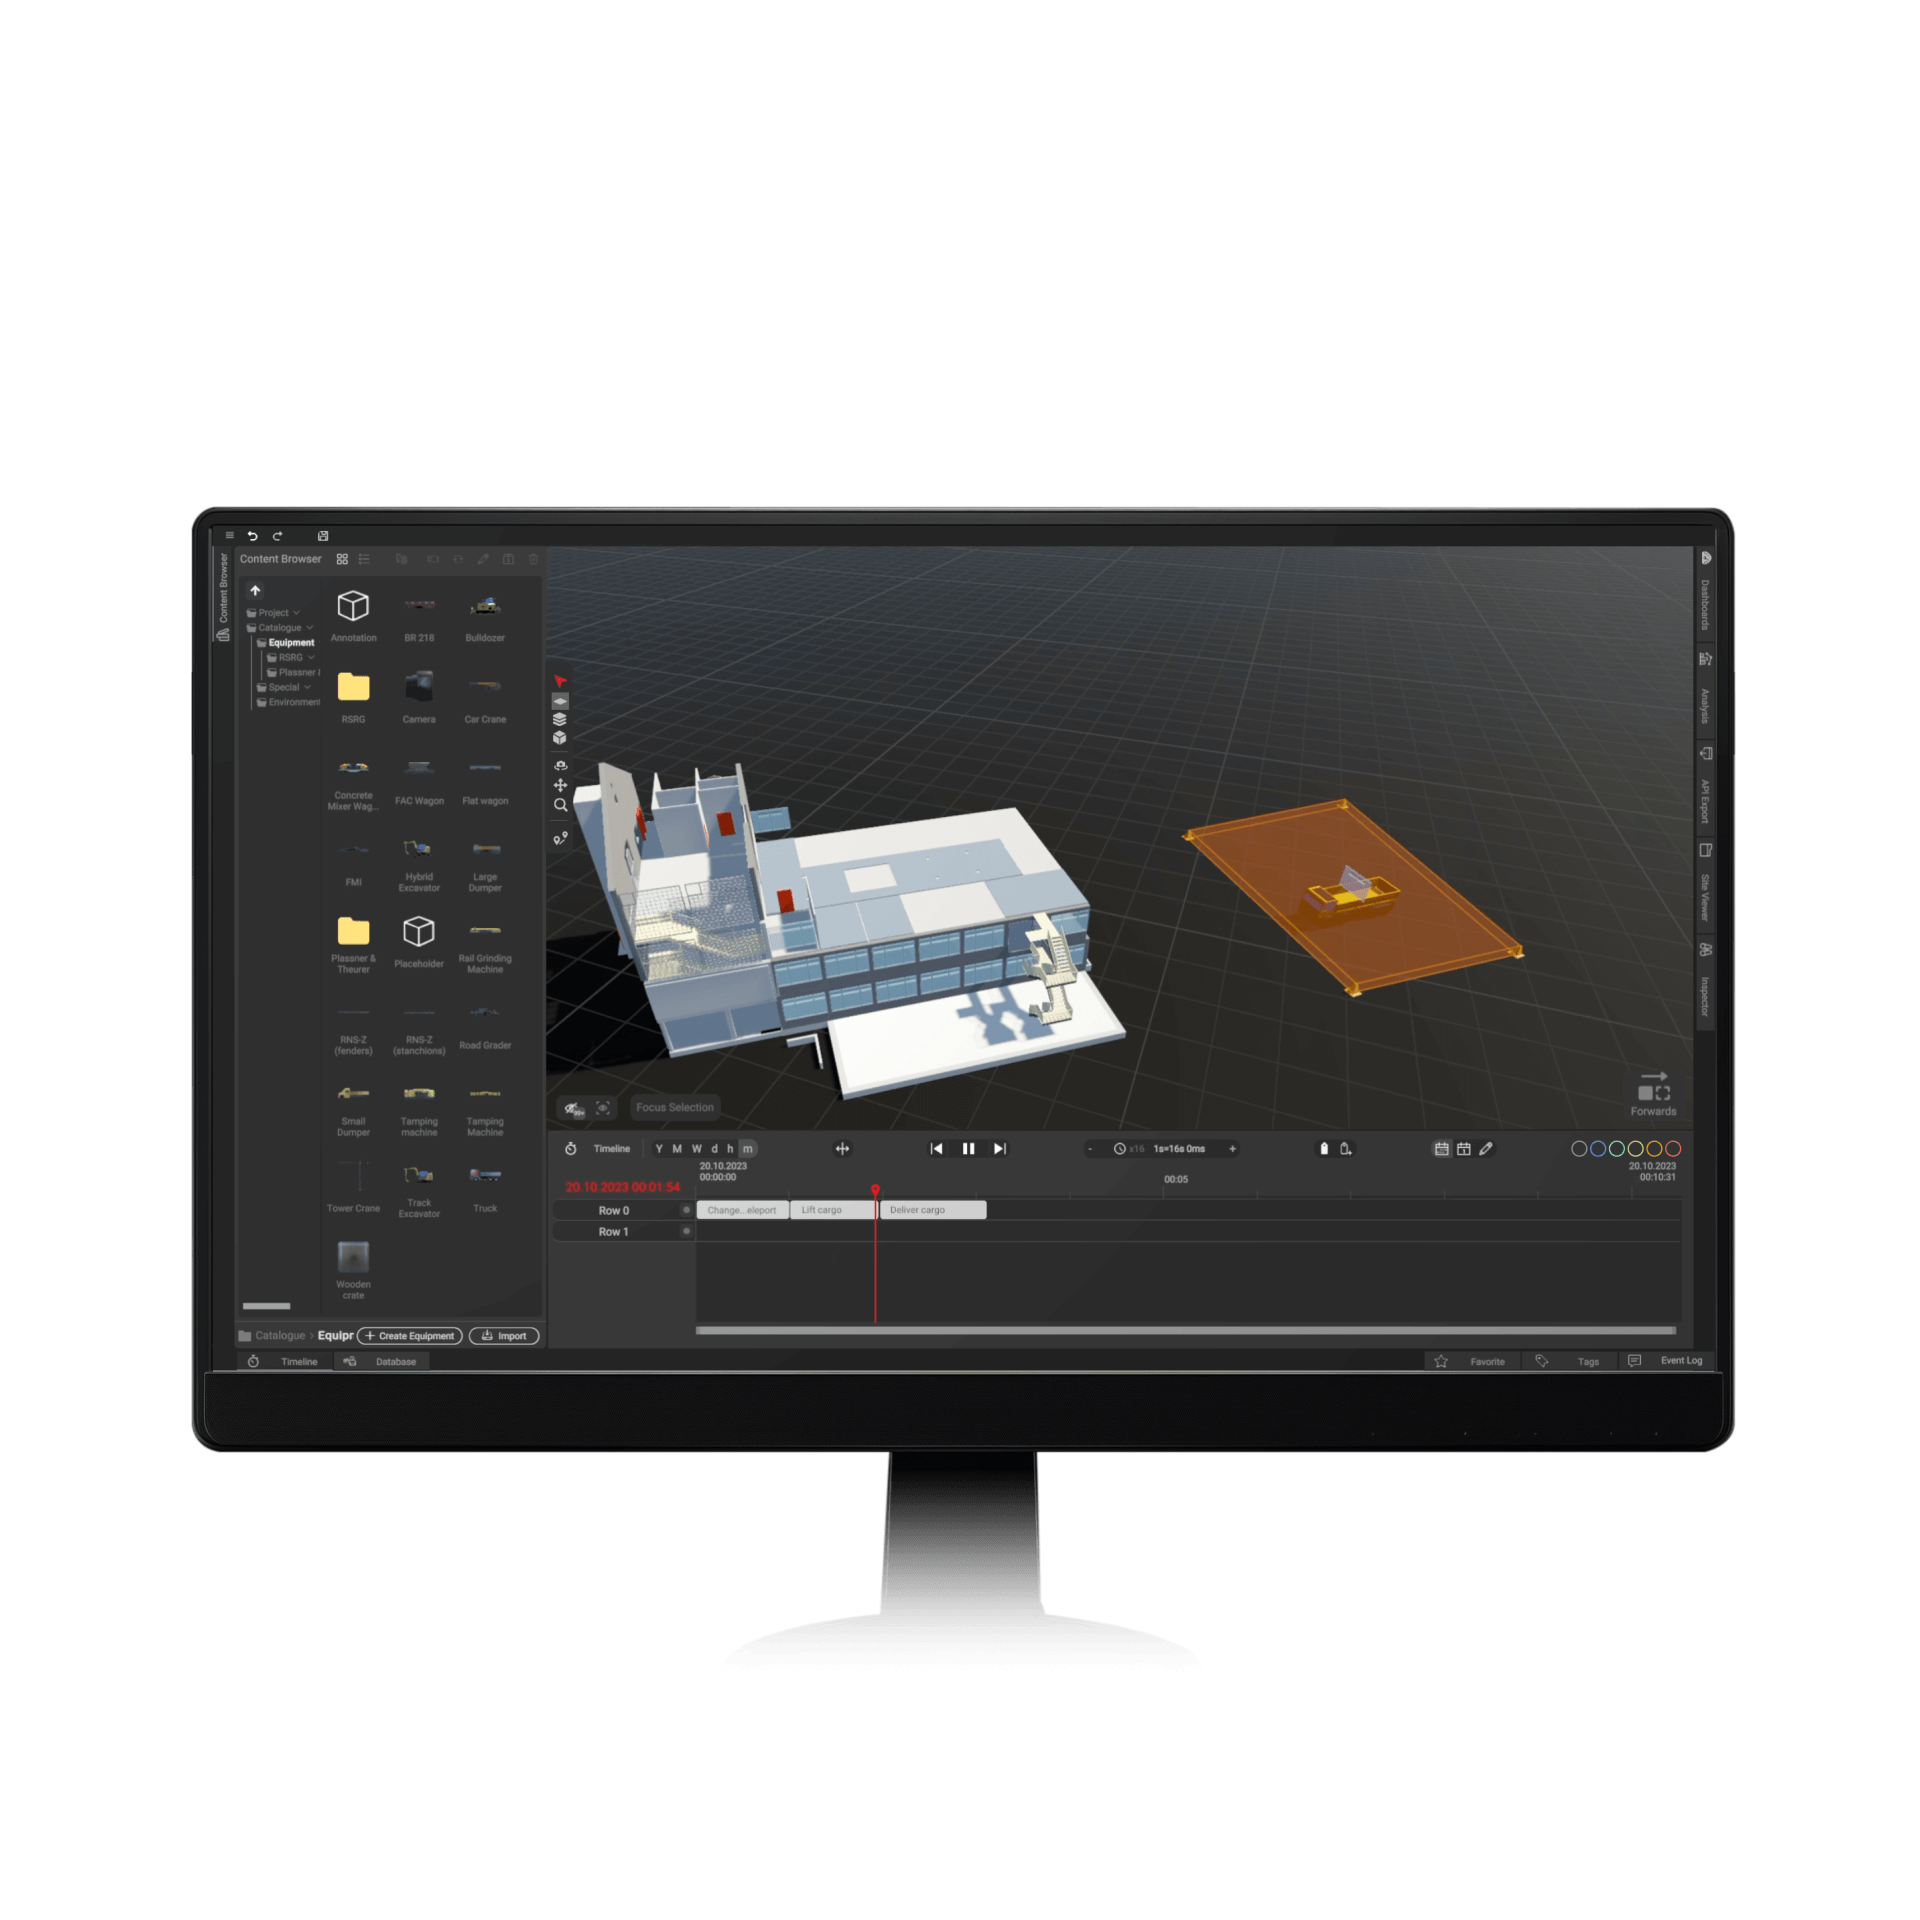 Content Browser
Content Browser
Project
Catalogue
Equipment
RSRG
Plassner
Special
Environment
Annotation
BR 218
Bulldozer
RSRG
Camera
Car Crane
Concrete
Mixer Wag...
FAC Wagon
Flat wagon
FMI
Hybrid
Excavator
Large
Dumper
Plassner &
Theurer
Placeholder
Rail Grinding
Machine
RNS-Z
(fenders)
RNS-Z
(stanchions)
Road Grader
Small
Dumper
Tamping
machine
Tamping
Machine
Tower Crane
Track
Excavator
Truck
Wooden
crate
Catalogue > Equipr
+ Create Equipment
Import
Focus Selection
Forwards
Dashboards
Analysis
API Export
Site Viewer
Inspector
Timeline
Y M W d h m
- x16 1s=16s 0ms +
20.10.2023
00:00:00
00:05
20.10.2023
00:10:31
20.10.2023 00:01:54
Row 0
Change...eleport
Lift cargo
Deliver cargo
Row 1
Timeline
Database
Favorite
Tags
Event Log